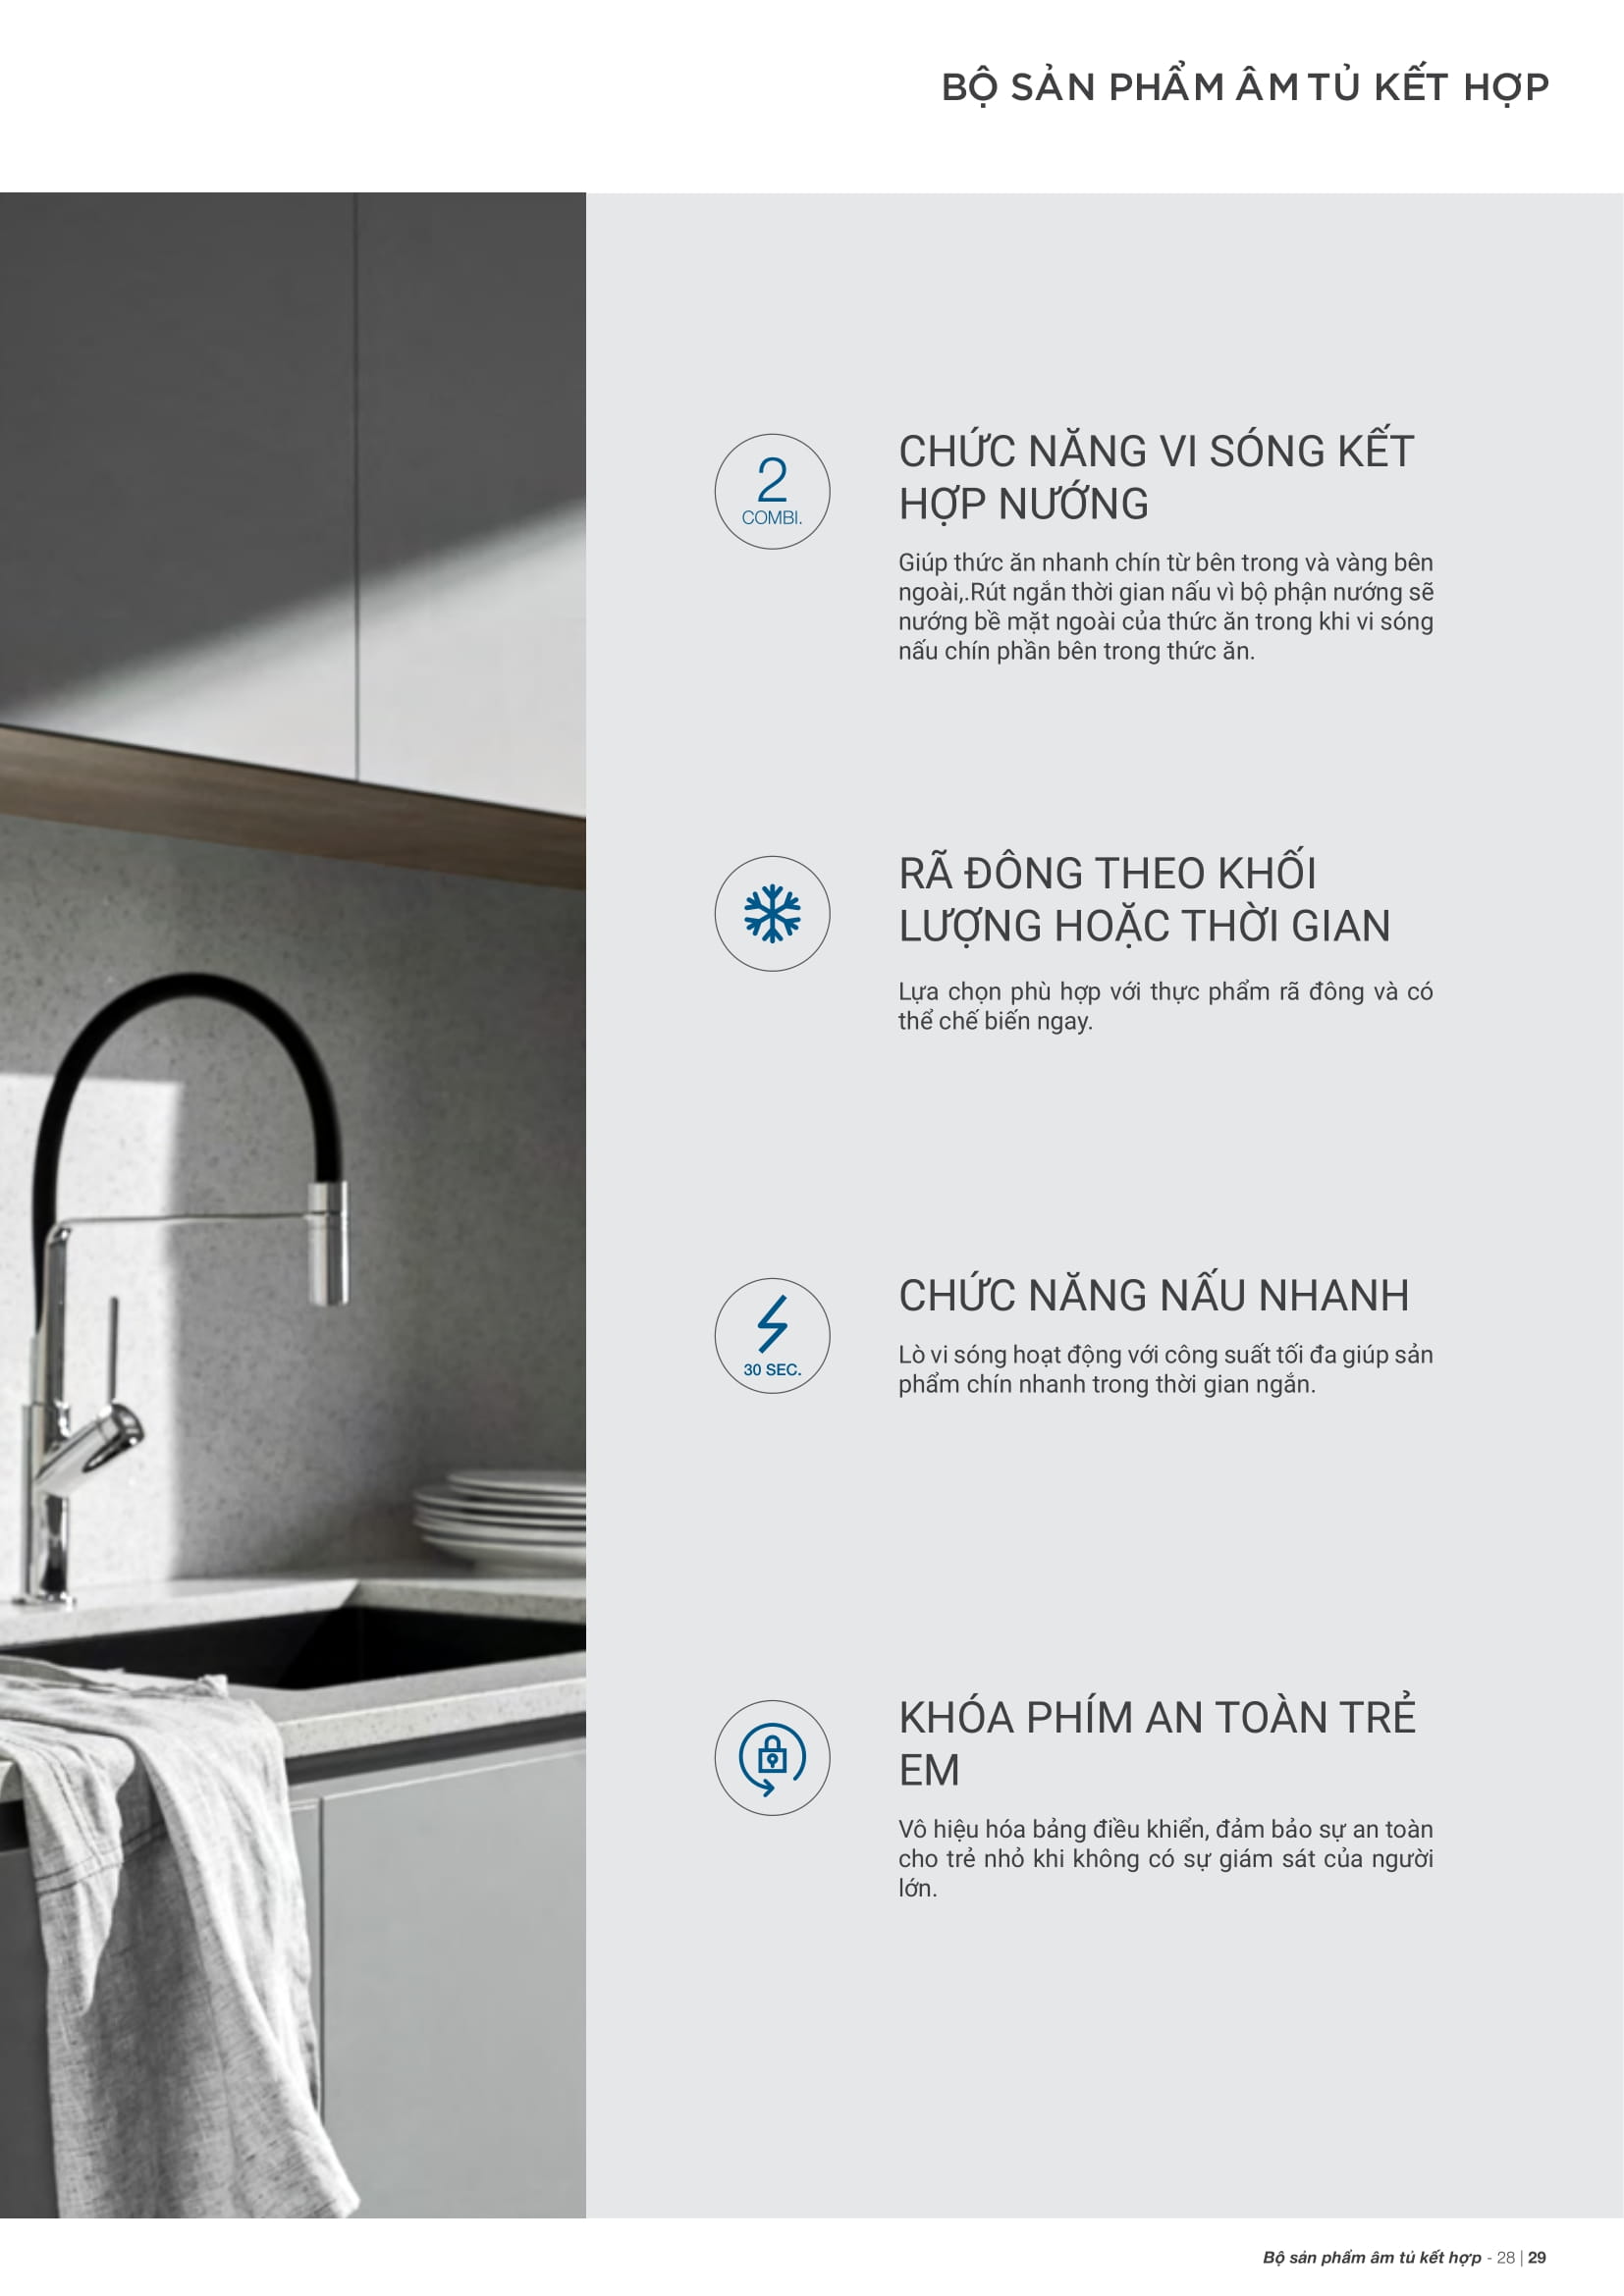 BỘ SẢN PHẨM ÂM TỦ KẾT HỢP
2
COMBI.
CHỨC NĂNG VI SÓNG KẾT
HỢP NƯỚNG
Giúp thức ăn nhanh chín từ bên trong và vàng bên
ngoài,.Rút ngắn thời gian nấu vì bộ phận nướng sẽ
nướng bề mặt ngoài của thức ăn trong khi vi sóng
nấu chín phần bên trong thức ăn.
RÃ ĐÔNG THEO KHỐI
LƯỢNG HOẶC THỜI GIAN
Lựa chọn phù hợp với thực phẩm rã đông và có
thể chế biến ngay.
30 SEC.
CHỨC NĂNG NẤU NHANH
Lò vi sóng hoạt động với công suất tối đa giúp sản
phẩm chín nhanh trong thời gian ngắn.
KHÓA PHÍM AN TOÀN TRẺ
EM
Vô hiệu hóa bảng điều khiển, đảm bảo sự an toàn
cho trẻ nhỏ khi không có sự giám sát của người
lớn.
Bộ sản phẩm âm tủ kết hợp - 28 | 29